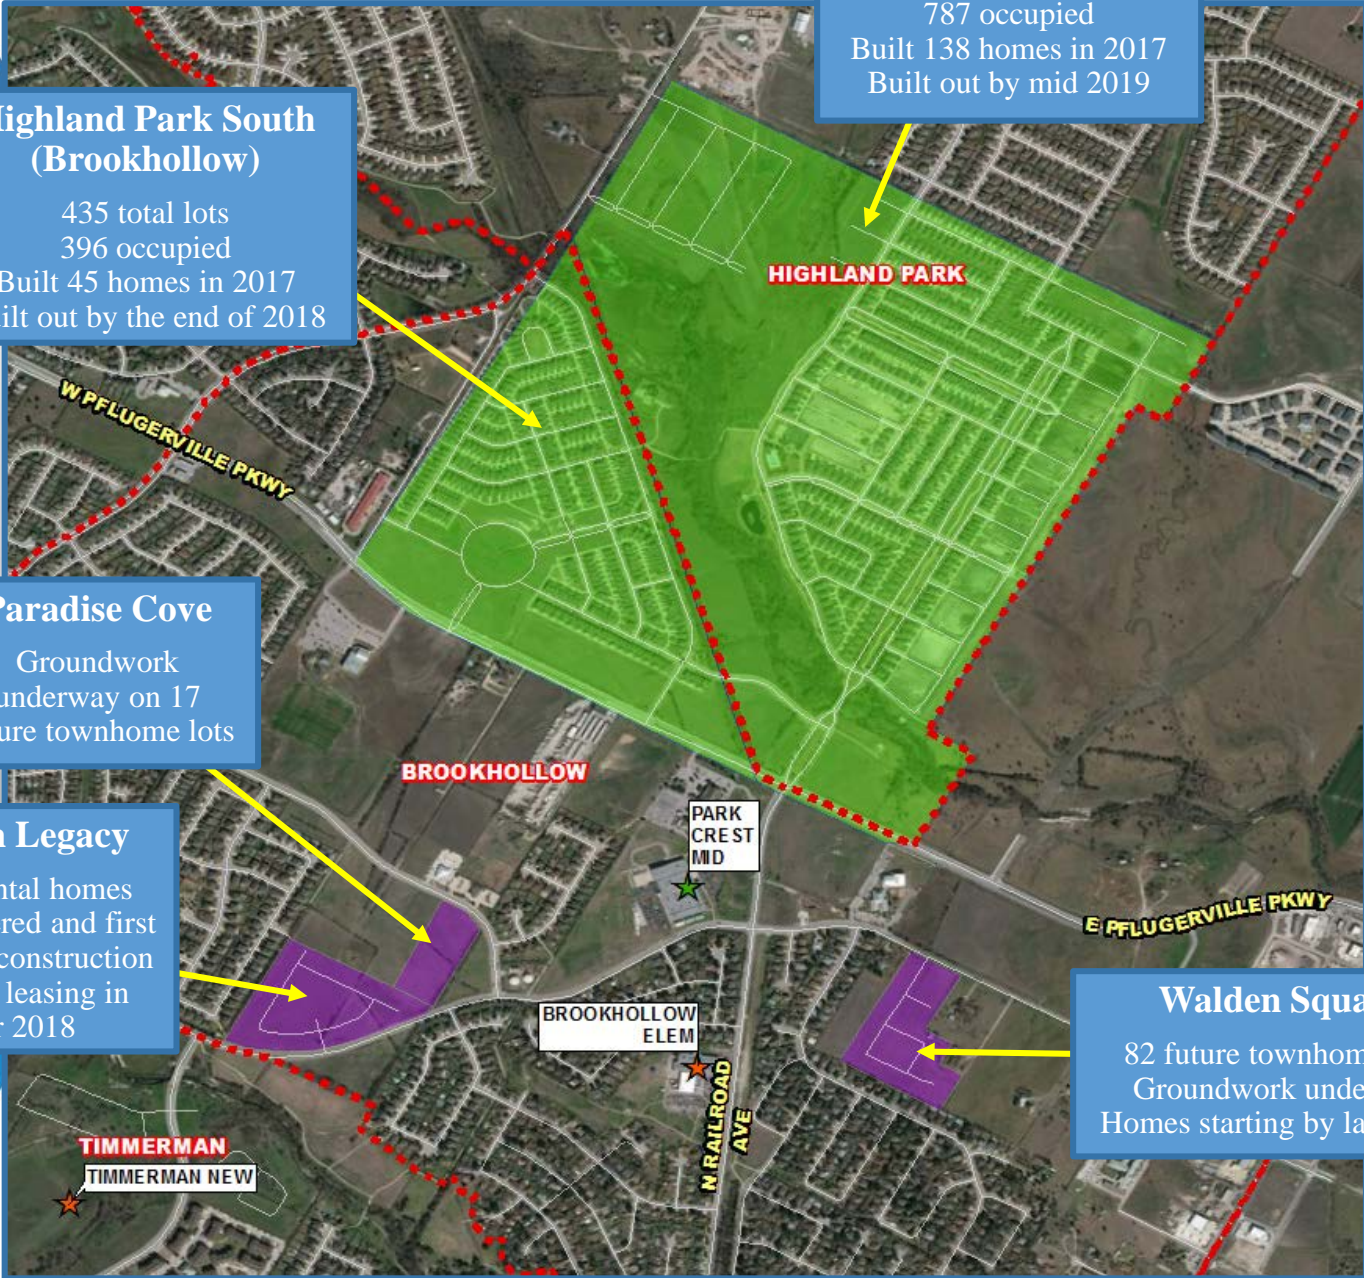 787 occupied
Built 138 homes in 2017
Built out by mid 2019
Highland Park South
(Brookhollow)
435 total lots
396 occupied
Built 45 homes in 2017
ilt out by the end of 2018
HIGHLAND PARK
W PFLUGERVILLE PKWY
Paradise Cove
Groundwork
underway on 17
ure townhome lots
BROOKHOLLOW
PARK
CREST
MID
Legacy
ntal homes
red and first
construction
leasing in
r 2018
E PFLUGERVILLE PKWY
BROOKHOLLOW
ELEM
N RAILROAD
AVE
Walden Squa
82 future townhom
Groundwork unde
Homes starting by la
TIMMERMAN
TIMMERMAN NEW